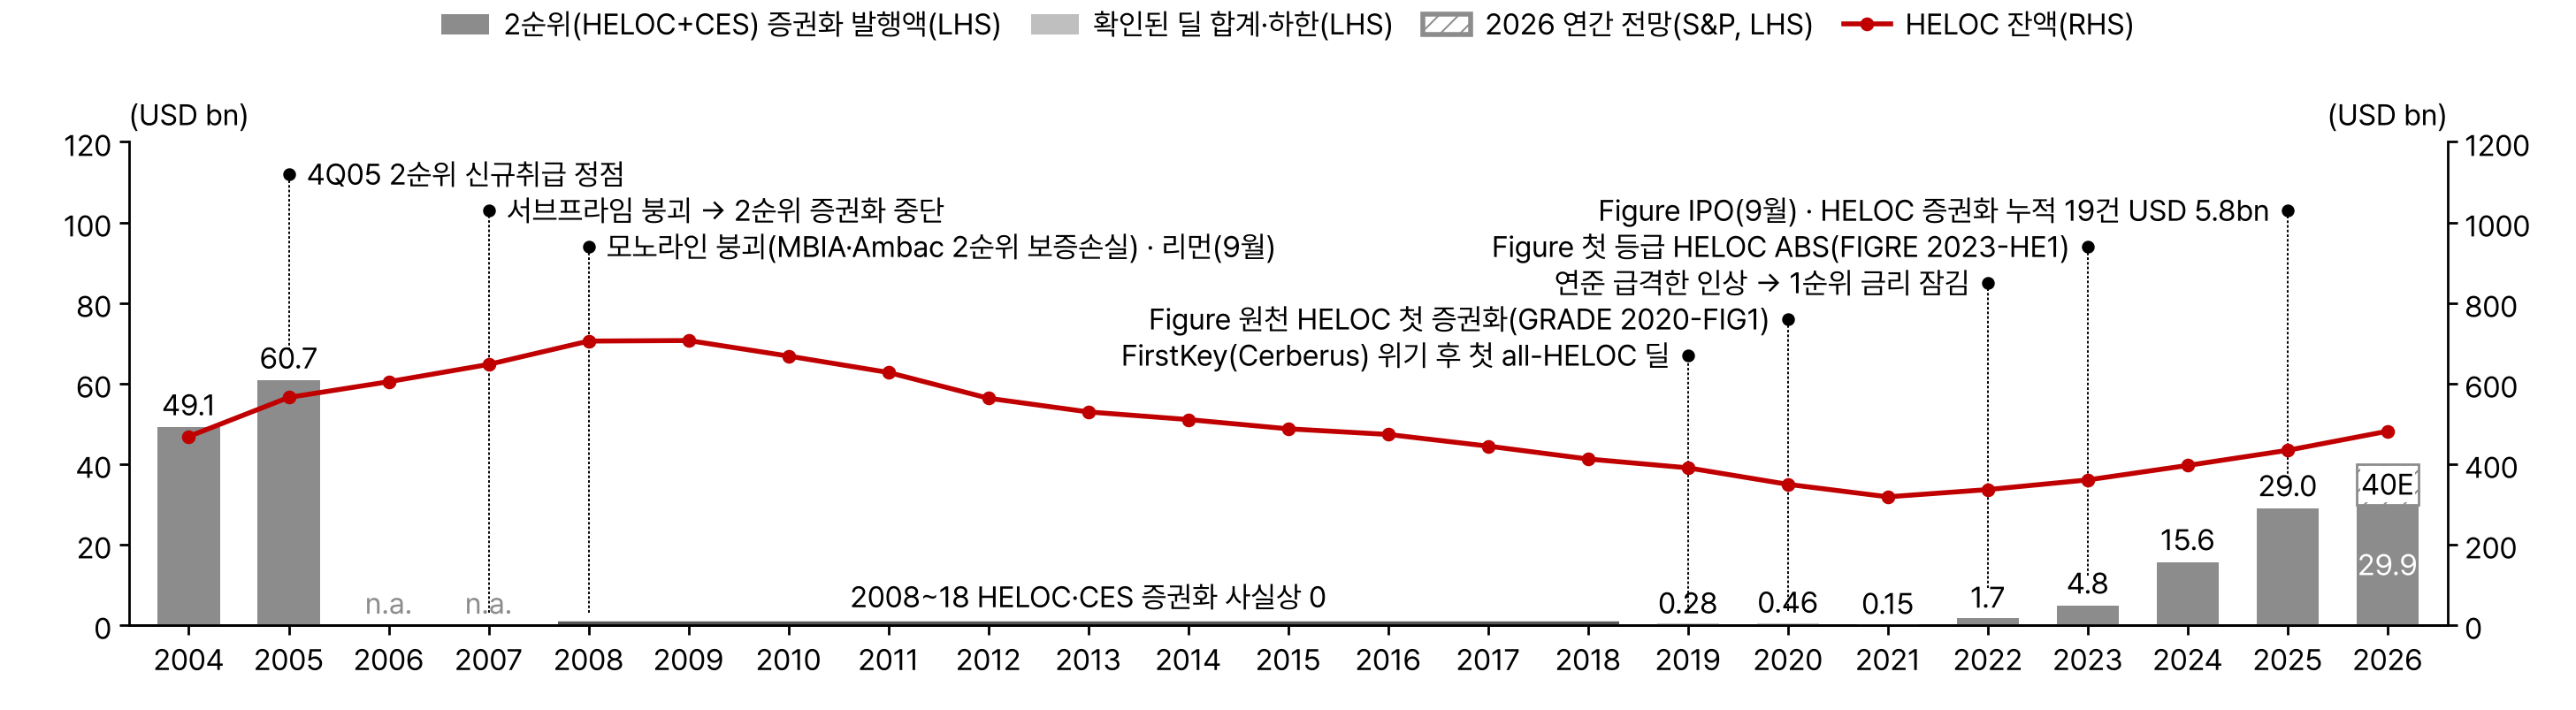 2순위(HELOC+CES) 증권화 발행액(LHS)
확인된 딜 합계·하한(LHS)
2026 연간 전망(S&P, LHS)
HELOC 잔액(RHS)
(USD bn)
(USD bn)
120
100
80
60
40
20
0
1200
1000
800
600
400
200
0
4Q05 2순위 신규취급 정점
서브프라임 붕괴 → 2순위 증권화 중단
모노라인 붕괴(MBIA·Ambac 2순위 보증손실) · 리먼(9월)
Figure IPO(9월) · HELOC 증권화 누적 19건 USD 5.8bn
Figure 첫 등급 HELOC ABS(FIGRE 2023-HE1)
연준 급격한 인상 → 1순위 금리 잠김
Figure 원천 HELOC 첫 증권화(GRADE 2020-FIG1)
FirstKey(Cerberus) 위기 후 첫 all-HELOC 딜
49.1
60.7
n.a.
n.a.
2008~18 HELOC·CES 증권화 사실상 0
0.28
0.46
0.15
1.7
4.8
15.6
29.0
40E
29.9
2004 2005 2006 2007 2008 2009 2010 2011 2012 2013 2014 2015 2016 2017 2018 2019 2020 2021 2022 2023 2024 2025 2026